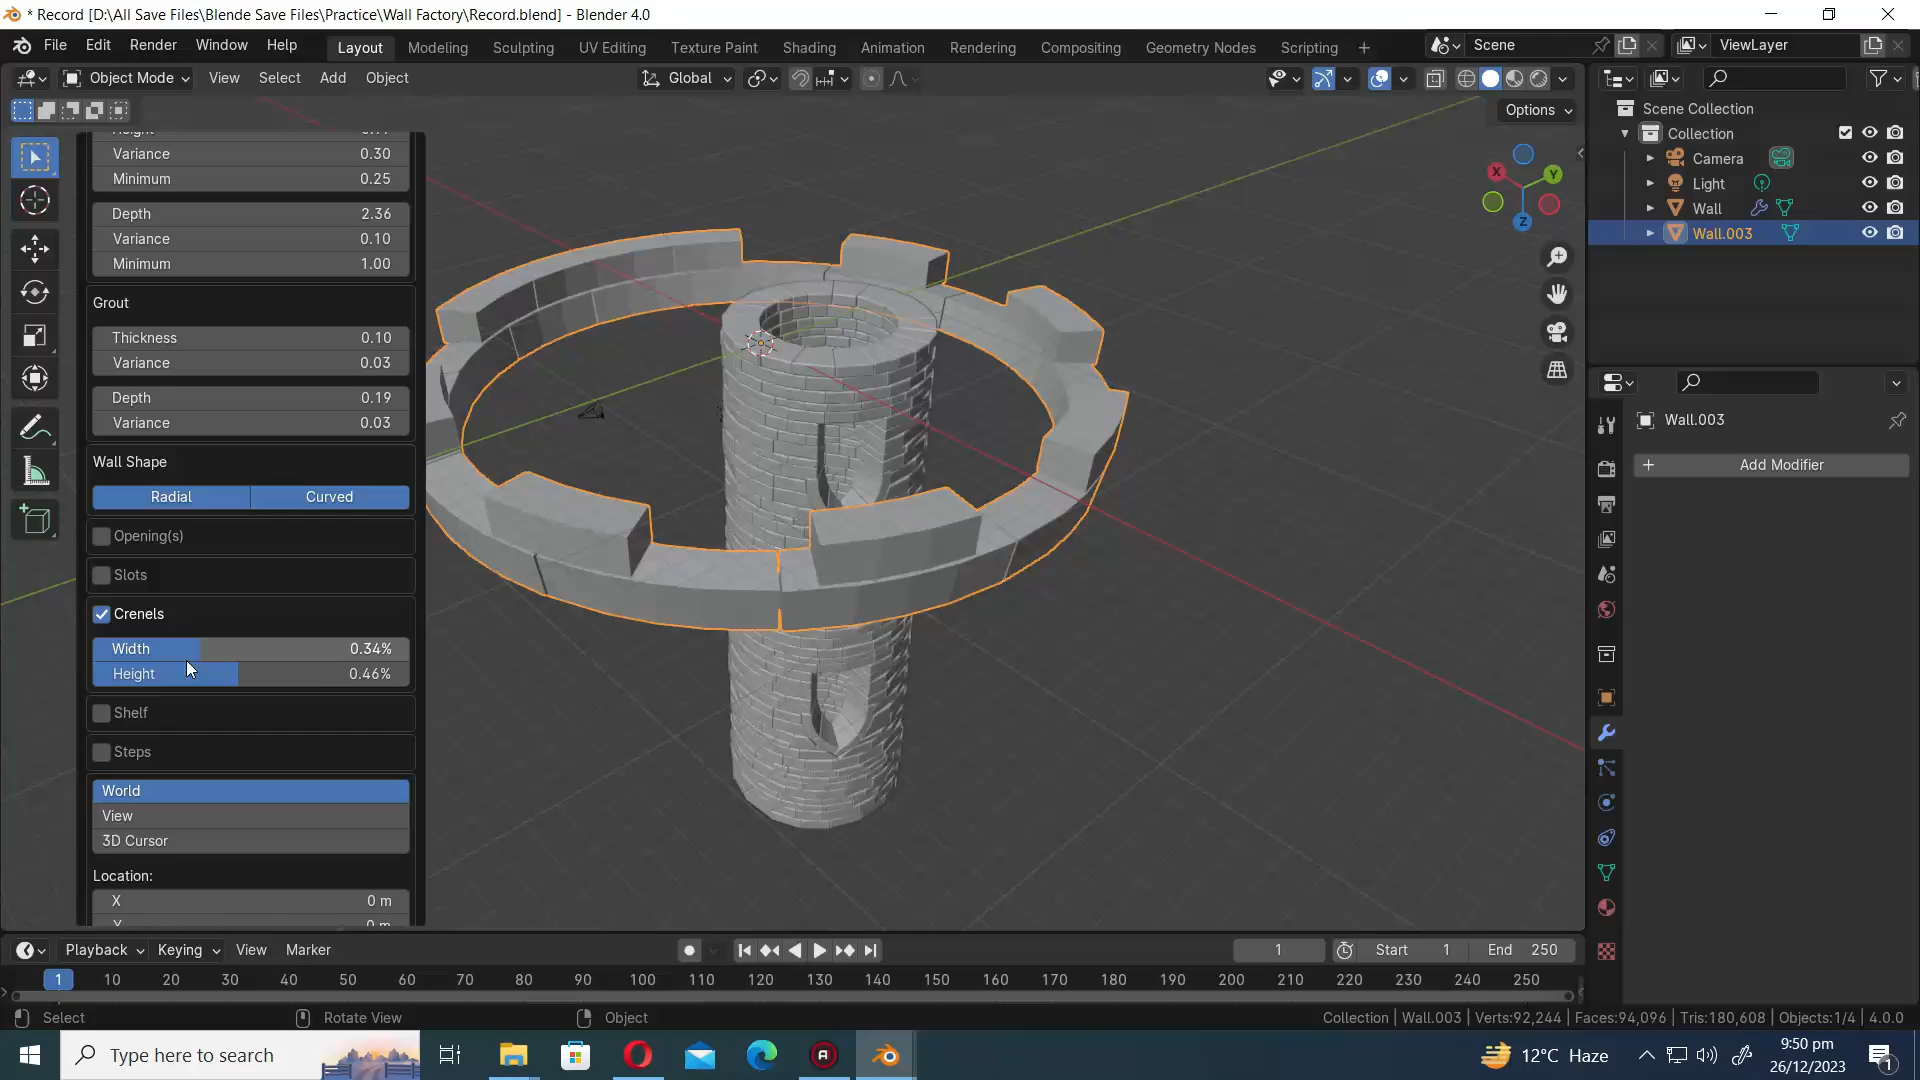 * Record [D:\All Save Files\Blende Save Files\Practice\Wall Factory\Record.blend] - Blender 4.0
File Edit Render Window Help Layout Modeling Sculpting UV Editing Texture Paint Shading Animation Rendering Compositing Geometry Nodes Scripting + Scene ViewLayer
Object Mode View Select Add Object Global
Options
Scene Collection
Collection
Camera
Light
Wall
Wall.003
Variance 0.30
Minimum 0.25
Depth 2.36
Variance 0.10
Minimum 1.00
Grout
Thickness 0.10
Variance 0.03
Depth 0.19
Variance 0.03
Wall Shape
Radial Curved
Opening(s)
Slots
Crenels
Width 0.34%
Height 0.46%
Shelf
Steps
World
View
3D Cursor
Location:
X 0 m
X
Y
Z
Wall.003
+ Add Modifier
Playback Keying View Marker 1 Start 1 End 250
1 10 20 30 40 50 60 70 80 90 100 110 120 130 140 150 160 170 180 190 200 210 220 230 240 250
Select Rotate View Object Collection | Wall.003 | Verts:92,244 | Faces:94,096 | Tris:180,608 | Objects:1/4 | 4.0.0
Type here to search 12°C Haze 9:50 pm
26/12/2023 1